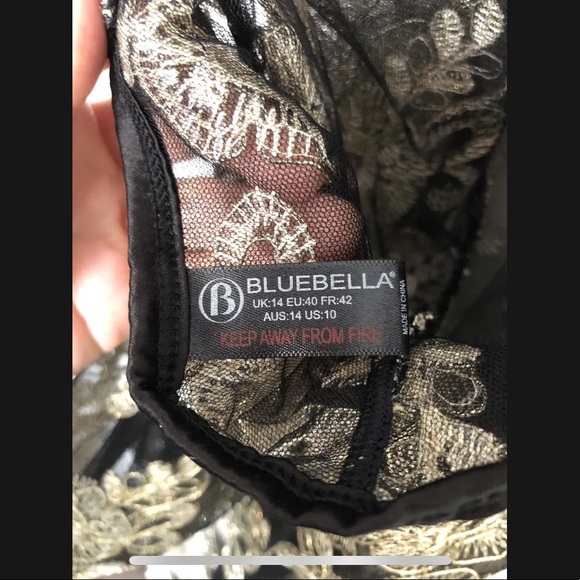 B BLUEBELLA®
UK:14 EU:40 FR:42
AUS:14 US:10
KEEP AWAY FROM FIRE
MADE IN CHINA